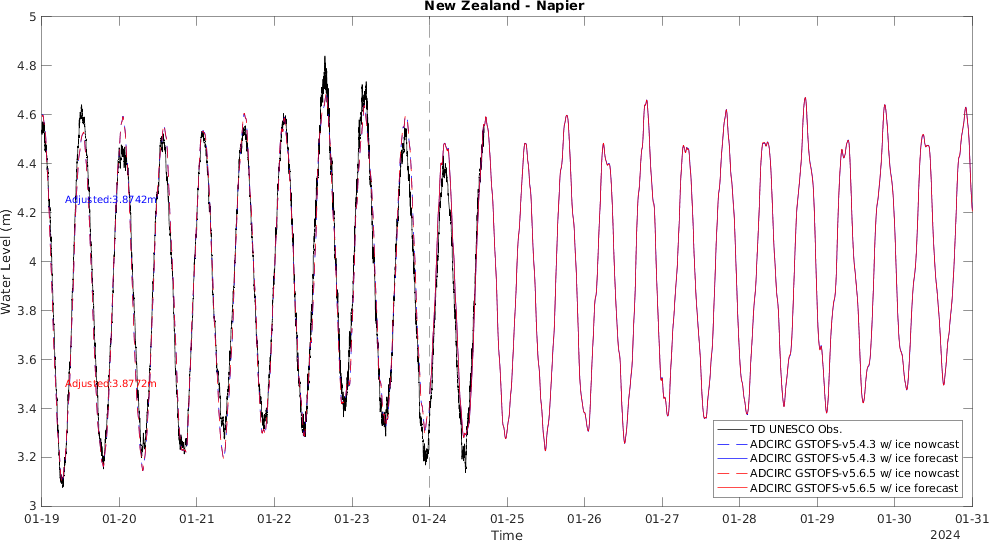 New Zealand - Napier
Water Level (m)
5
4.8
4.6
4.4
4.2
4
3.8
3.6
3.4
3.2
3
Adjusted:3.8742m
Adjusted:3.8772m
TD UNESCO Obs.
ADCIRC GSTOFS-v5.4.3 w/ ice nowcast
ADCIRC GSTOFS-v5.4.3 w/ ice forecast
ADCIRC GSTOFS-v5.6.5 w/ ice nowcast
ADCIRC GSTOFS-v5.6.5 w/ ice forecast
01-19 01-20 01-21 01-22 01-23 01-24 01-25 01-26 01-27 01-28 01-29 01-30 01-31
Time
2024